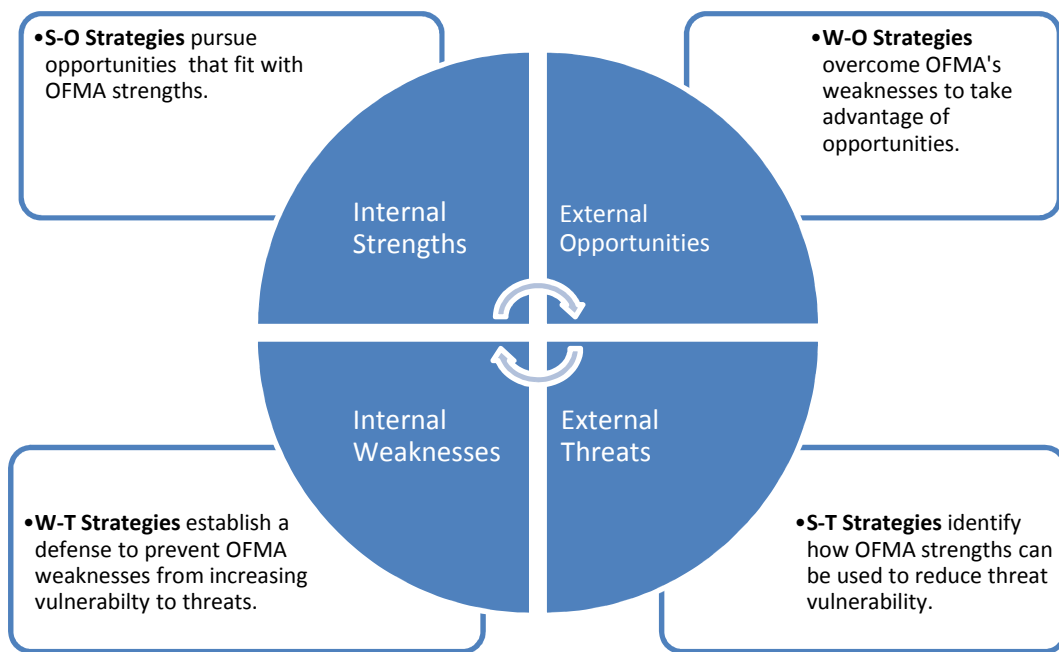 •S-O Strategies pursue
opportunities  that fit with
OFMA strengths.
•W-O Strategies
overcome OFMA's
weaknesses to take
advantage of
opportunities.
Internal
Strengths
External
Opportunities
Internal
Weaknesses
External
Threats
•W-T Strategies establish a
defense to prevent OFMA
weaknesses from increasing
vulnerabilty to threats.
•S-T Strategies identify
how OFMA strengths can
be used to reduce threat
vulnerability.